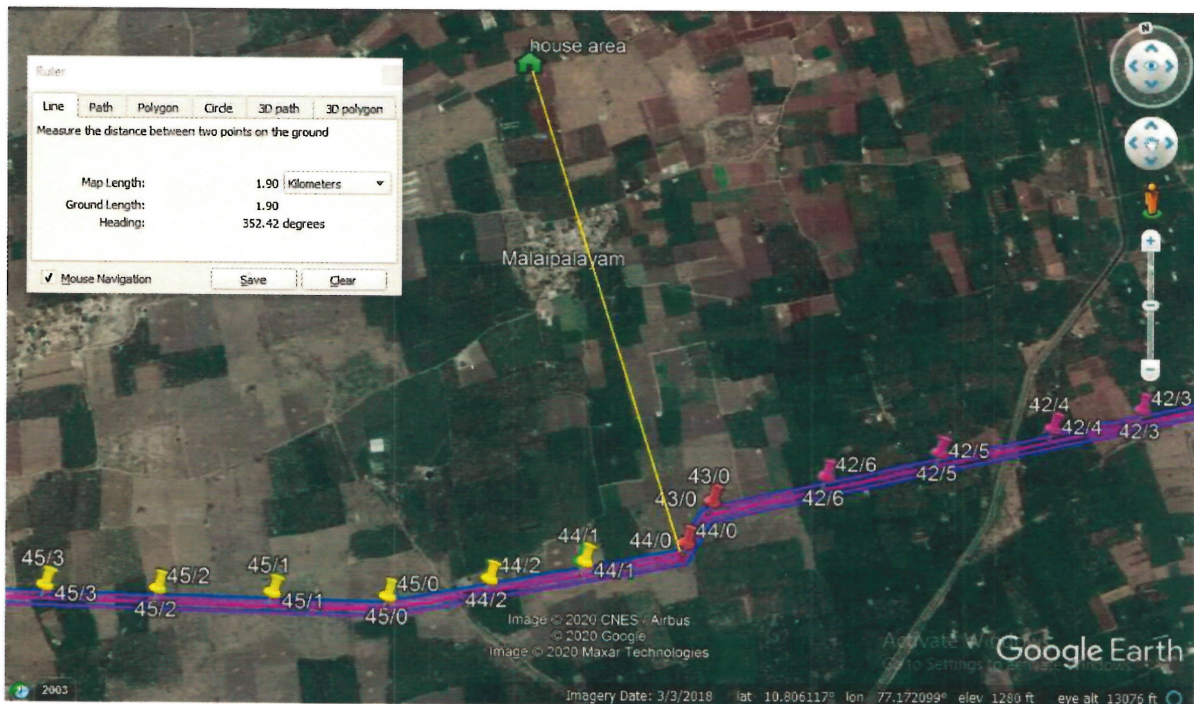 house area
Ruler
Line Path Polygon Circle 3D path 3D polygon
Measure the distance between two points on the ground
Map Length: 1.90 Kilometers
Ground Length: 1.90
Heading: 352.42 degrees
Mouse Navigation Save Clear
N
Malaipalayam
42/3
42/4
42/4 42/3
42/5
42/6 42/5
43/0 42/6
43/0
44/0 44/0
44/1
44/2 44/1
45/3 45/2 45/1 45/0 44/2
45/3 45/2 45/1 45/0
Image © 2020 CNES / Airbus
© 2020 Google
Image © 2020 Maxar Technologies
Google Earth
Activate
Go to Settings to activate
2003
Imagery Date: 3/3/2018 lat 10.806117° lon 77.172099° elev 1280 ft eye alt 13076 ft